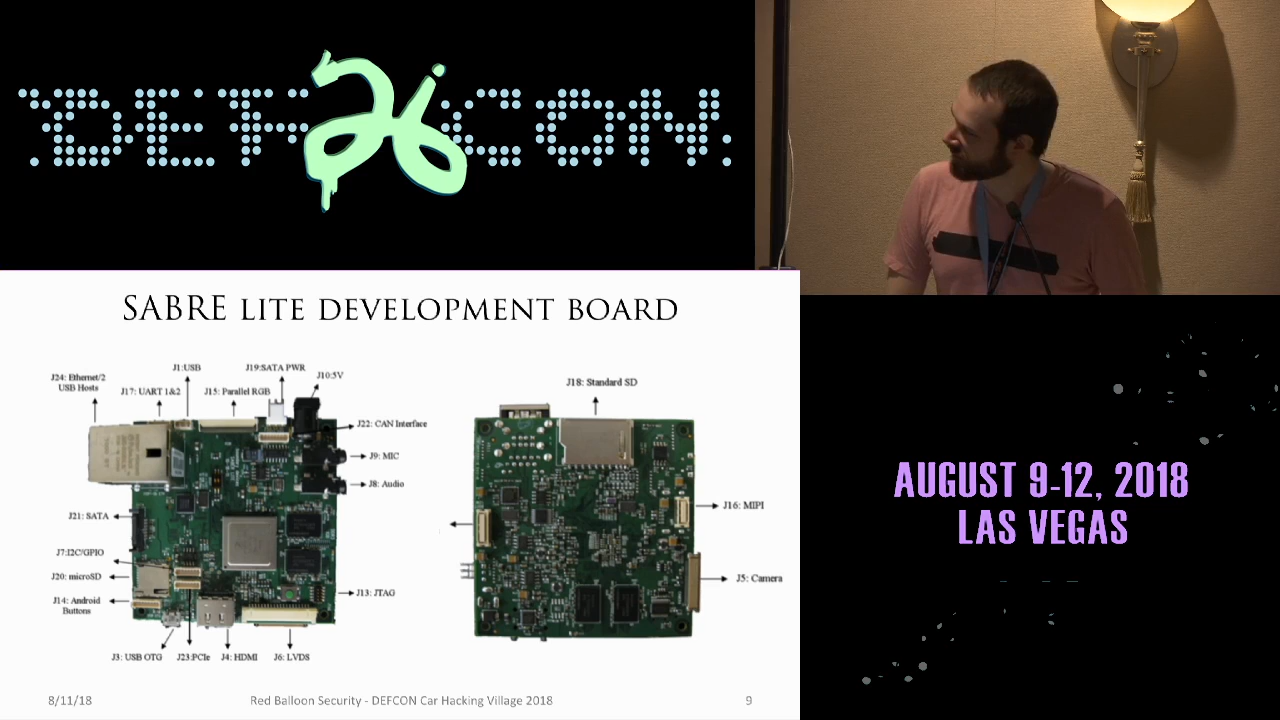 DEFCON
26
SABRE LITE DEVELOPMENT BOARD
J24: Ethernet/2
USB Hosts
J1:USB
J17: UART 1&2
J19:SATA PWR
J15: Parallel RGB
J10:5V
J22: CAN Interface
J9: MIC
J8: Audio
J21: SATA
J7:I2C/GPIO
J20: microSD
J14: Android
Buttons
J13: JTAG
J3: USB OTG
J23:PCIe
J4: HDMI
J6: LVDS
J18: Standard SD
J16: MIPI
J5: Camera
8/11/18
Red Balloon Security - DEFCON Car Hacking Village 2018
9
AUGUST 9-12, 2018
LAS VEGAS